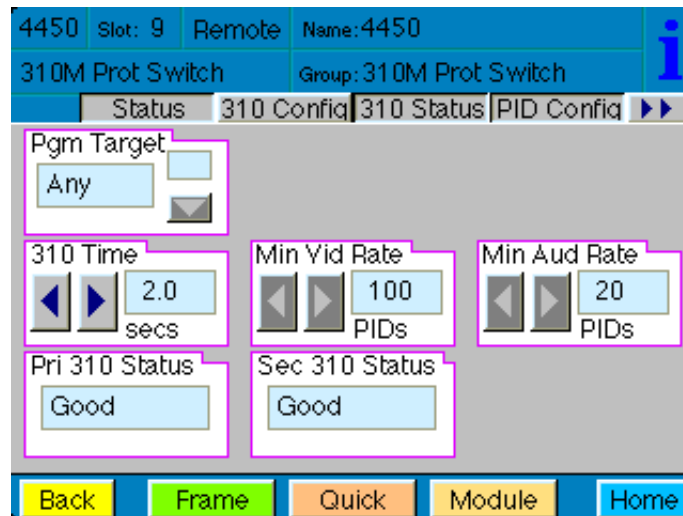 4450 Slot: 9 Remote Name:4450
310M Prot Switch Group:310M Prot Switch
i
Status 310 Config 310 Status PID Config
Pgm Target
Any
310 Time Min Vid Rate Min Aud Rate
2.0 100 20
secs PIDs PIDs
Pri 310 Status Sec 310 Status
Good Good
Back Frame Quick Module Home